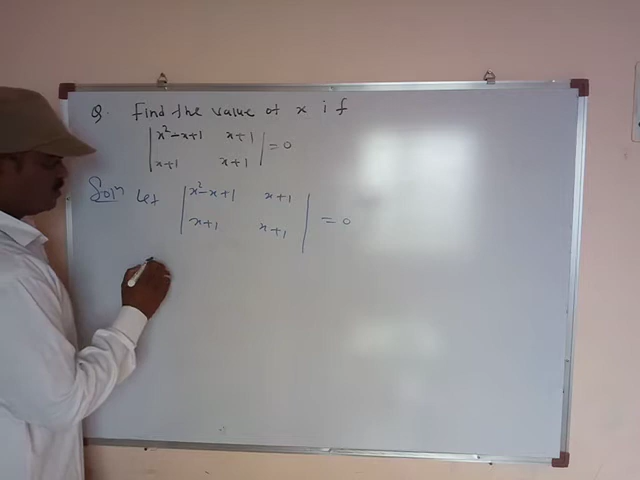 Q. Find the value of x if
x²-x+1 x+1
x+1 x+1 = 0
Soln Let x²-x+1 x+1
x+1 x+1 = 0